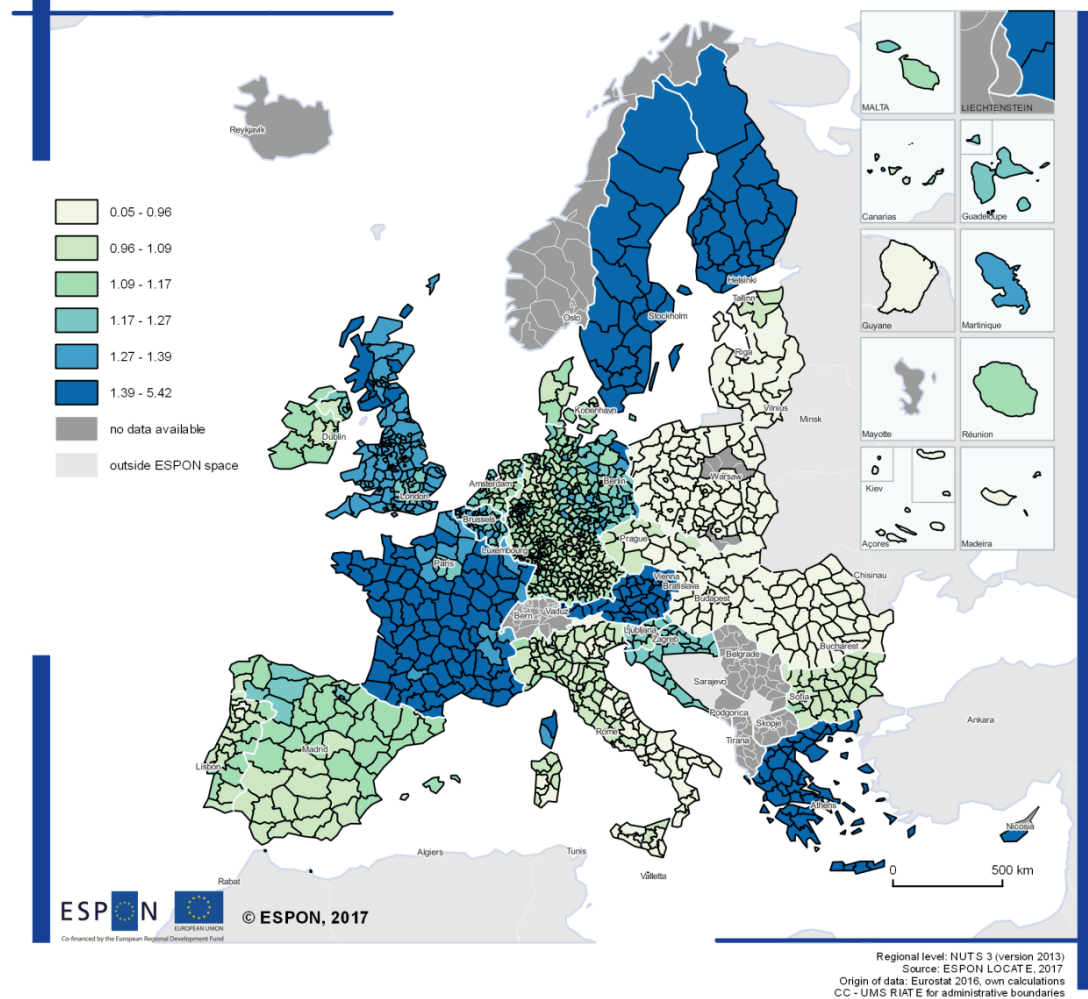 MALTA
LIECHTENSTEIN
Reykjavik
Canarias
Guadeloupe
0.05 - 0.96
0.96 - 1.09
1.09 - 1.17
1.17 - 1.27
1.27 - 1.39
1.39 - 5.42
no data available
outside ESPON space
Guyane
Martinique
Mayotte
Réunion
Kiev
Açores
Madeira
Helsinki
Tallinn
Oslo
Stockholm
Riga
Vilnius
Minsk
Kobenhavn
Dublin
Amsterdam
Berlin
Warsaw
London
Brussels
Luxembourg
Prague
Paris
Vienna
Bratislava
Chisinau
Budapest
Bern
Vaduz
Ljubljana
Zagreb
Bucharest
Belgrade
Sarajevo
Sofia
Podgorica
Skopje
Ankara
Rome
Tirana
Madrid
Lisbon
Athens
Nicosia
Algiers
Tunis
Valletta
Rabat
0 500 km
ESPON
EUROPEAN UNION
Co-financed by the European Regional Development Fund
© ESPON, 2017
Regional level: NUTS 3 (version 2013)
Source: ESPON LOCATE, 2017
Origin of data: Eurostat 2016, own calculations
CC - UMS RIATE for administrative boundaries